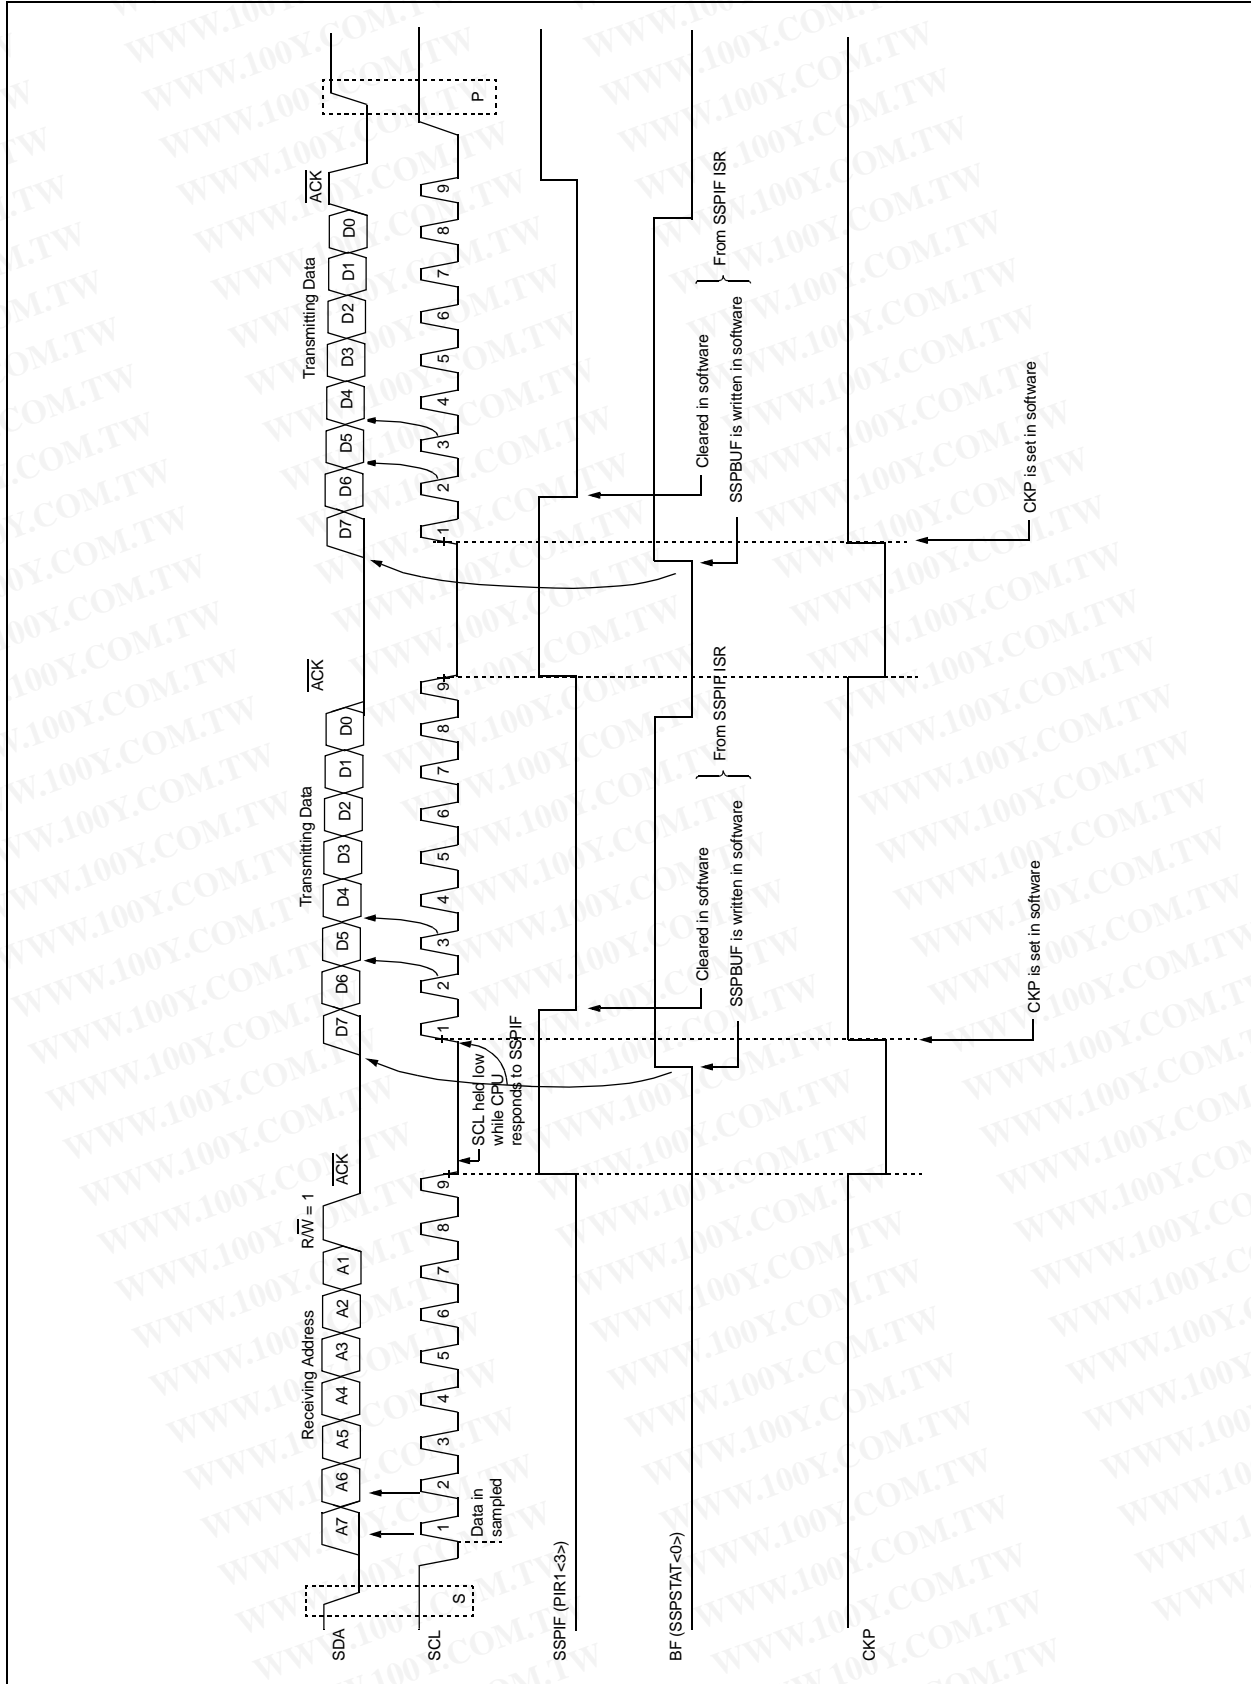 Receiving Address
R/W = 1
ACK
Transmitting Data
ACK
Transmitting Data
ACK
SDA
A7 A6 A5 A4 A3 A2 A1
D7 D6 D5 D4 D3 D2 D1 D0
D7 D6 D5 D4 D3 D2 D1 D0
SCL
1 2 3 4 5 6 7 8 9
1 2 3 4 5 6 7 8 9
1 2 3 4 5 6 7 8 9
S
P
Data in
sampled
SCL held low
while CPU
responds to SSPIF
SSPIF (PIR1<3>)
BF (SSPSTAT<0>)
Cleared in software
SSPBUF is written in software
From SSPIF ISR
Cleared in software
SSPBUF is written in software
From SSPIF ISR
CKP
CKP is set in software
CKP is set in software
WWW.100Y.COM.TW